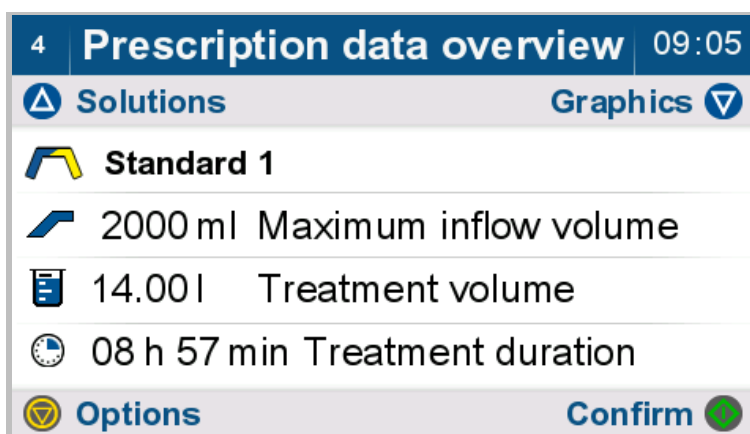 4 Prescription data overview 09:05
Solutions Graphics
Standard 1
2000 ml Maximum inflow volume
14.00 l Treatment volume
08 h 57 min Treatment duration
Options Confirm